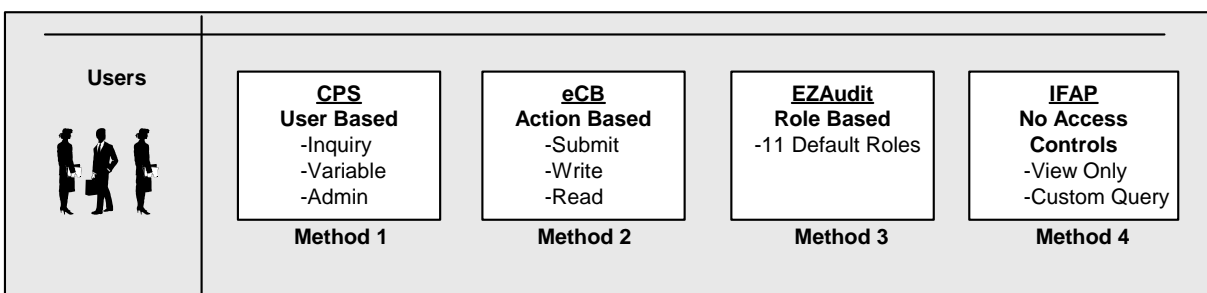 Users
CPS
User Based
-Inquiry
-Variable
-Admin
Method 1
eCB
Action Based
-Submit
-Write
-Read
Method 2
EZAudit
Role Based
-11 Default Roles
Method 3
IFAP
No Access
Controls
-View Only
-Custom Query
Method 4